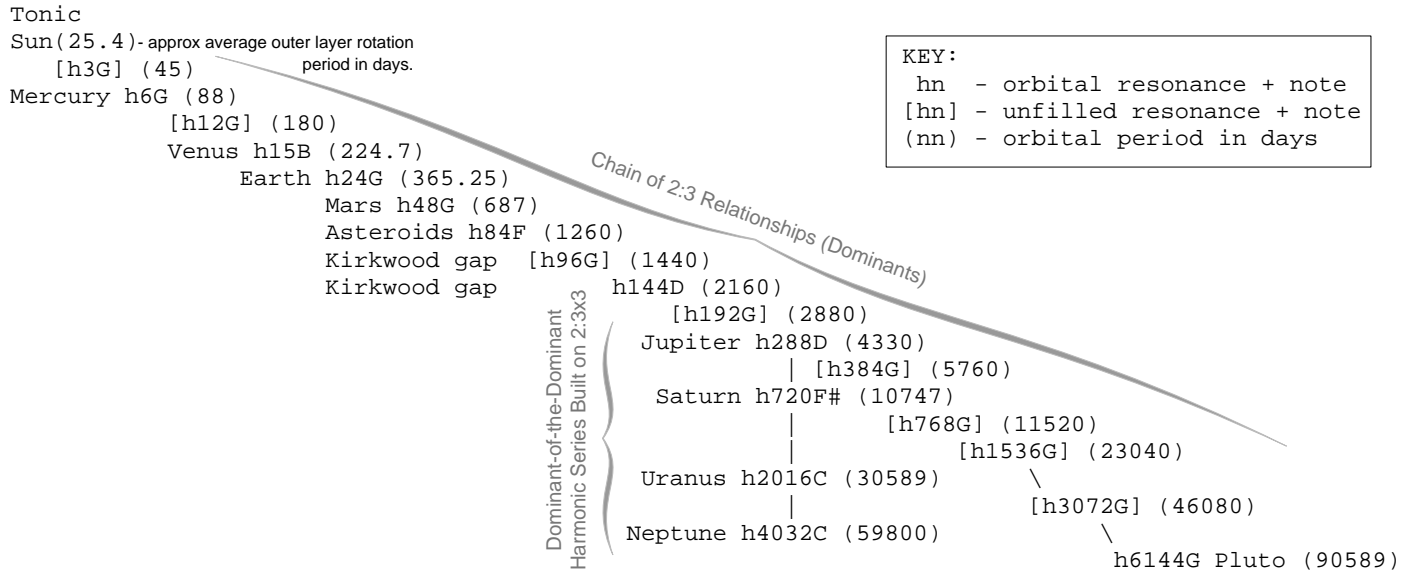 Tonic
Sun(25.4)- approx average outer layer rotation
period in days.
[h3G] (45)
Mercury h6G (88)
[h12G] (180)
Venus h15B (224.7)
Earth h24G (365.25)
Mars h48G (687)
Asteroids h84F (1260)
Kirkwood gap [h96G] (1440)
Kirkwood gap h144D (2160)
[h192G] (2880)
Jupiter h288D (4330)
| [h384G] (5760)
Saturn h720F# (10747)
| [h768G] (11520)
| [h1536G] (23040)
Uranus h2016C (30589) \
| [h3072G] (46080)
Neptune h4032C (59800) \
h6144G Pluto (90589)
KEY:
hn - orbital resonance + note
[hn] - unfilled resonance + note
(nn) - orbital period in days
Chain of 2:3 Relationships (Dominants)
Dominant-of-the-Dominant
Harmonic Series Built on 2:3x3